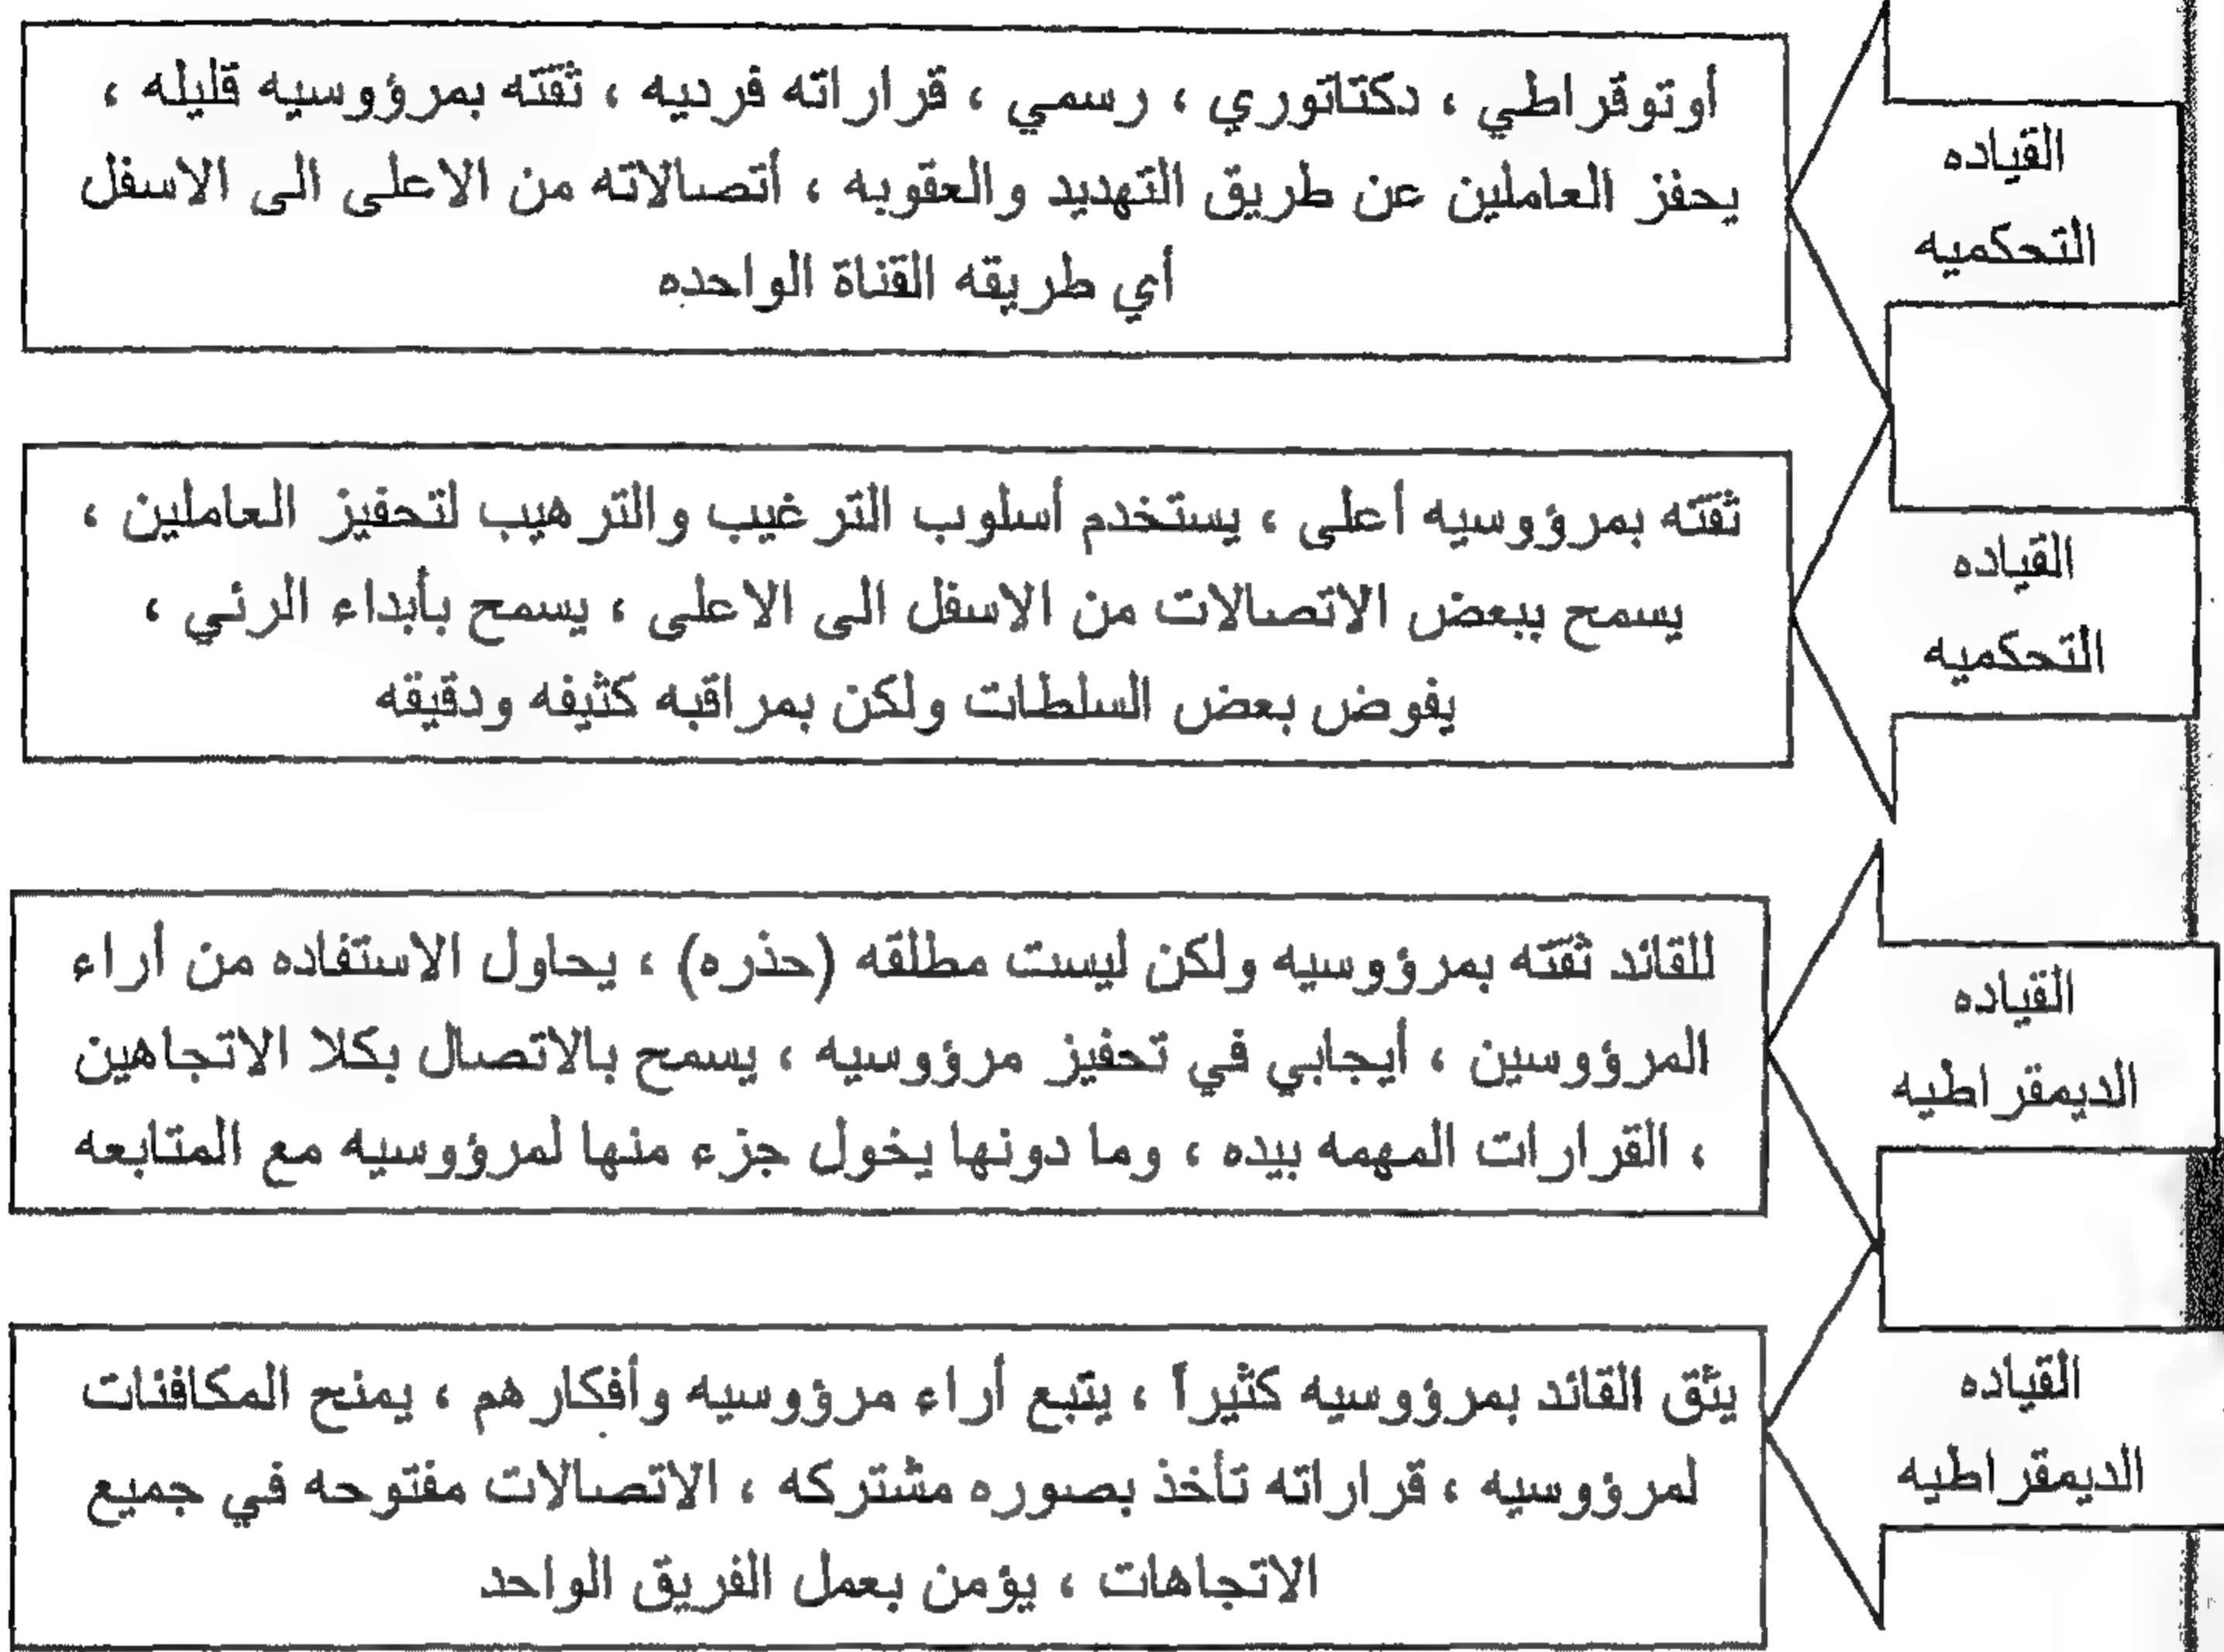 القياده
التحكميه
أوتوقراطي ، دكتاتوري ، رسمي ، قراراته فرديه ، ثقته بمرؤوسيه قليله ،
يحفز العاملين عن طريق التهديد والعقوبه ، أتصالاته من الاعلى الى الاسفل
أي طريقه القناة الواحده
القياده
التحكميه
ثقته بمرؤوسيه أعلى ، يستخدم أسلوب الترغيب والترهيب لتحفيز العاملين ،
يسمح ببعض الاتصالات من الاسفل الى الاعلى ، يسمح بأبداء الرئي ،
يفوض بعض السلطات ولكن بمراقبه كثيفه ودقيقه
القياده
الديمقراطيه
للقائد ثقته بمرؤوسيه ولكن ليست مطلقه (حذره) ، يحاول الاستفاده من أراء
المرؤوسين ، أيجابي في تحفيز مرؤوسيه ، يسمح بالاتصال بكلا الاتجاهين
، القرارات المهمه بيده ، وما دونها يخول جزء منها لمرؤوسيه مع المتابعه
القياده
الديمقراطيه
يثق القائد بمرؤوسيه كثيراً ، يتبع أراء مرؤوسيه وأفكارهم ، يمنح المكافئات
لمرؤوسيه ، قراراته تأخذ بصوره مشتركه ، الاتصالات مفتوحه في جميع
الاتجاهات ، يؤمن بعمل الفريق الواحد